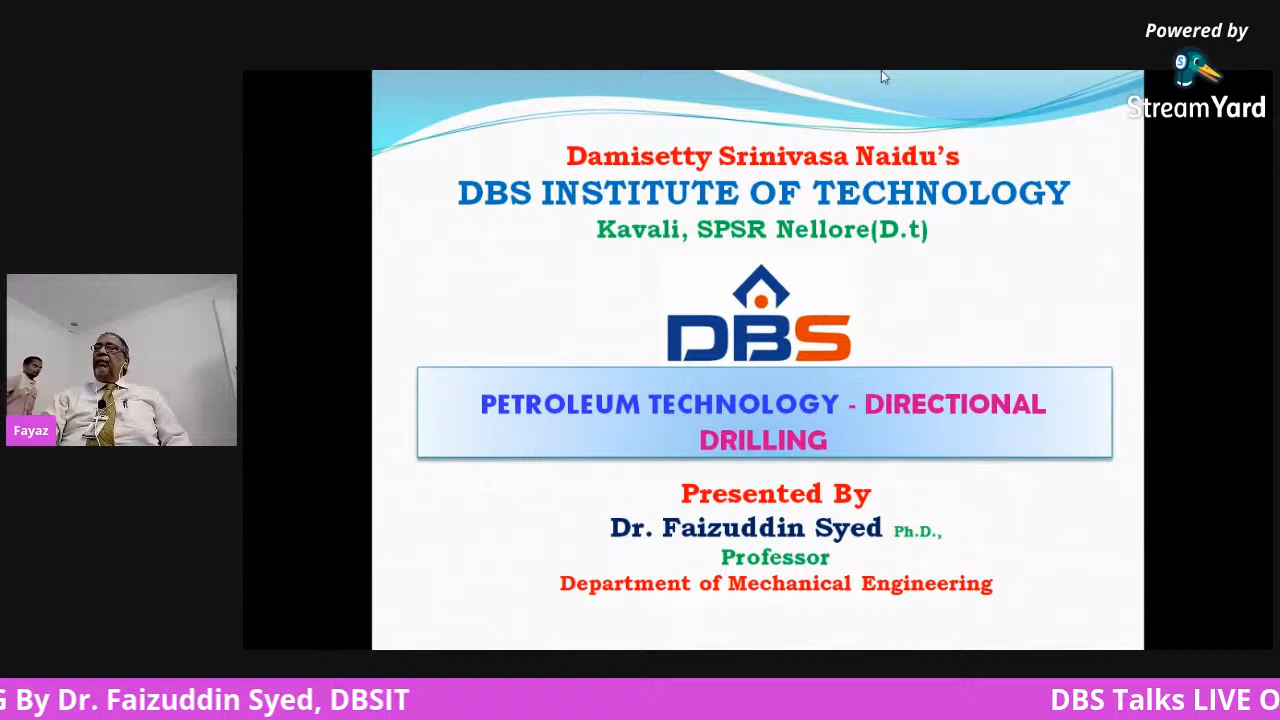 Powered by
StreamYard
Damisetty Srinivasa Naidu's
DBS INSTITUTE OF TECHNOLOGY
Kavali, SPSR Nellore(D.t)
DBS
PETROLEUM TECHNOLOGY - DIRECTIONAL
DRILLING
Presented By
Dr. Faizuddin Syed Ph.D.,
Professor
Department of Mechanical Engineering
Fayaz
G By Dr. Faizuddin Syed, DBSIT
DBS Talks LIVE O